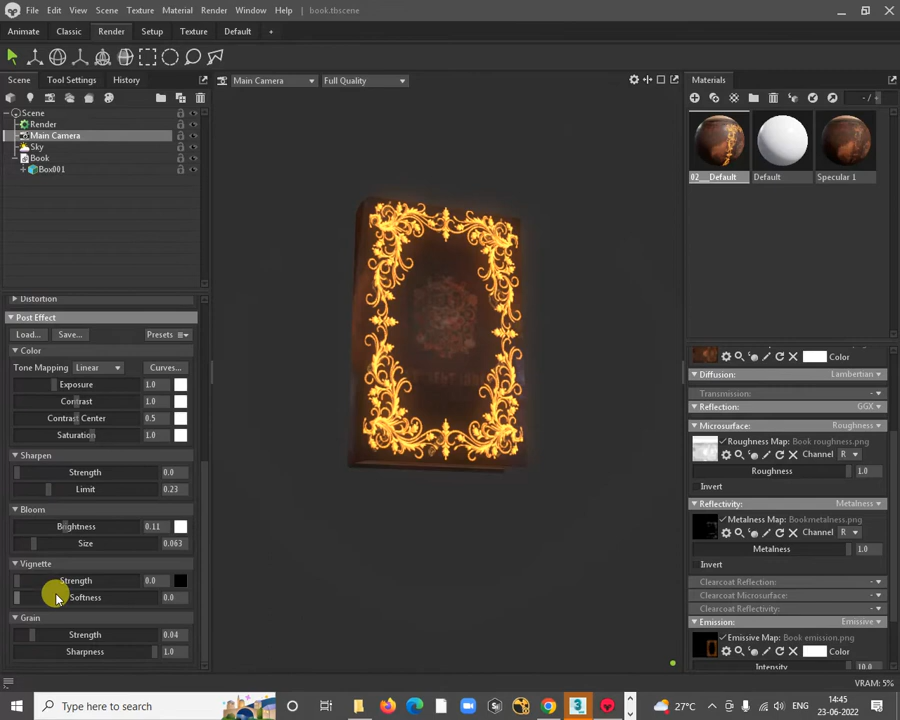 File Edit View Scene Texture Material Render Window Help book.tbscene
Animate Classic Render Setup Texture Default +
Scene Tool Settings History
Main Camera Full Quality
Materials
- / -
Scene
Render
Main Camera
Sky
Book
Box001
02__Default Default Specular 1
Distortion
Post Effect
Load... Save... Presets
Color
Tone Mapping Linear Curves...
Exposure 1.0
Contrast 1.0
Contrast Center 0.5
Saturation 1.0
Sharpen
Strength 0.0
Limit 0.23
Bloom
Brightness 0.11
Size 0.063
Vignette
Strength 0.0
Softness 0.0
Grain
Strength 0.04
Sharpness 1.0
Color
Diffusion: Lambertian
Transmission:
Reflection: GGX
Microsurface: Roughness
Roughness Map: Book roughness.png
Channel R
Roughness 1.0
Invert
Reflectivity: Metalness
Metalness Map: Bookmetalness.png
Channel R
Metalness 1.0
Invert
Clearcoat Reflection:
Clearcoat Microsurface:
Clearcoat Reflectivity:
Emission: Emissive
Emissive Map: Book emission.png
Color
Intensity 10.0
VRAM: 5%
Type here to search
27°C
ENG
14:45
23-06-2022